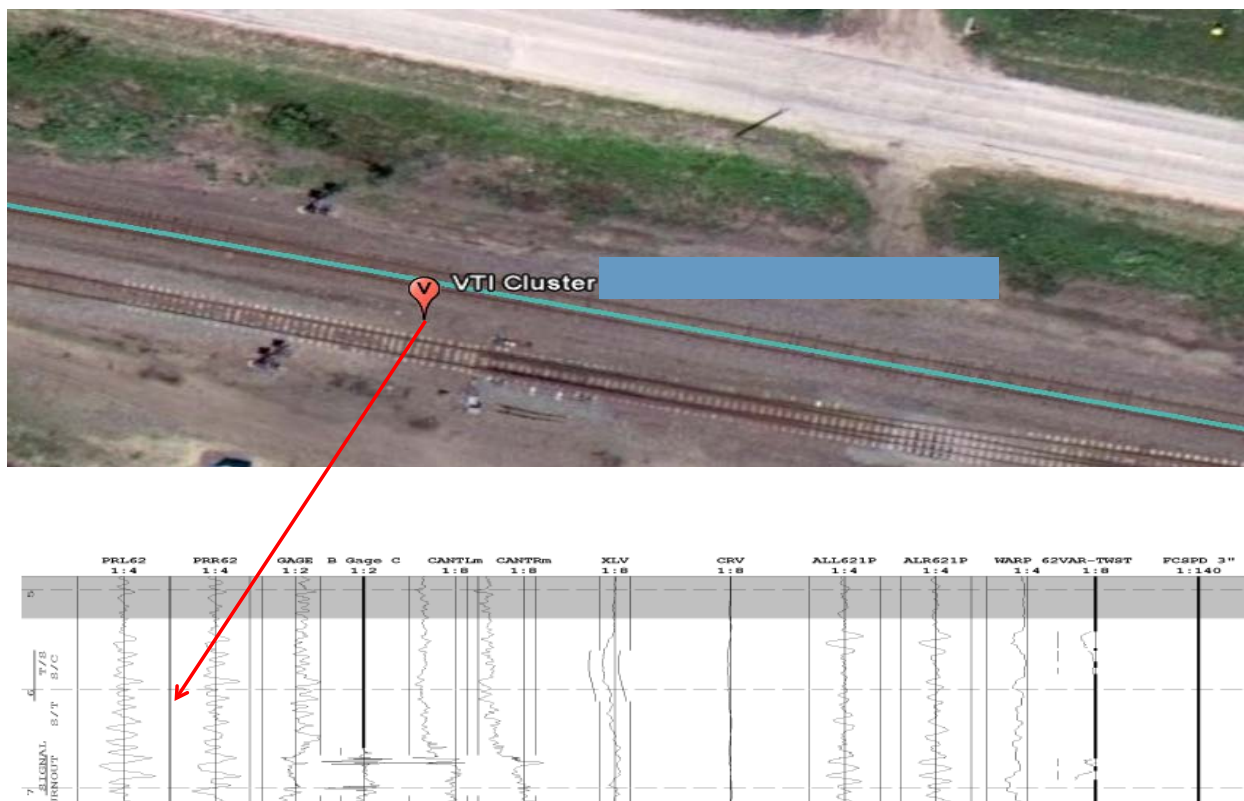 V VTI Cluster
PRL62 PRR62 GAGE B Gage C CANTLm CANTRm XLV CRV ALL621P ALR621P WARP 62VAR-TWST FCSPD 3"
1:4 1:4 1:2 1:2 1:8 1:8 1:8 1:8 1:4 1:4 1:4 1:8 1:140
5
T/S
S/C
6
S/T
SIGNAL
URNOUT
7